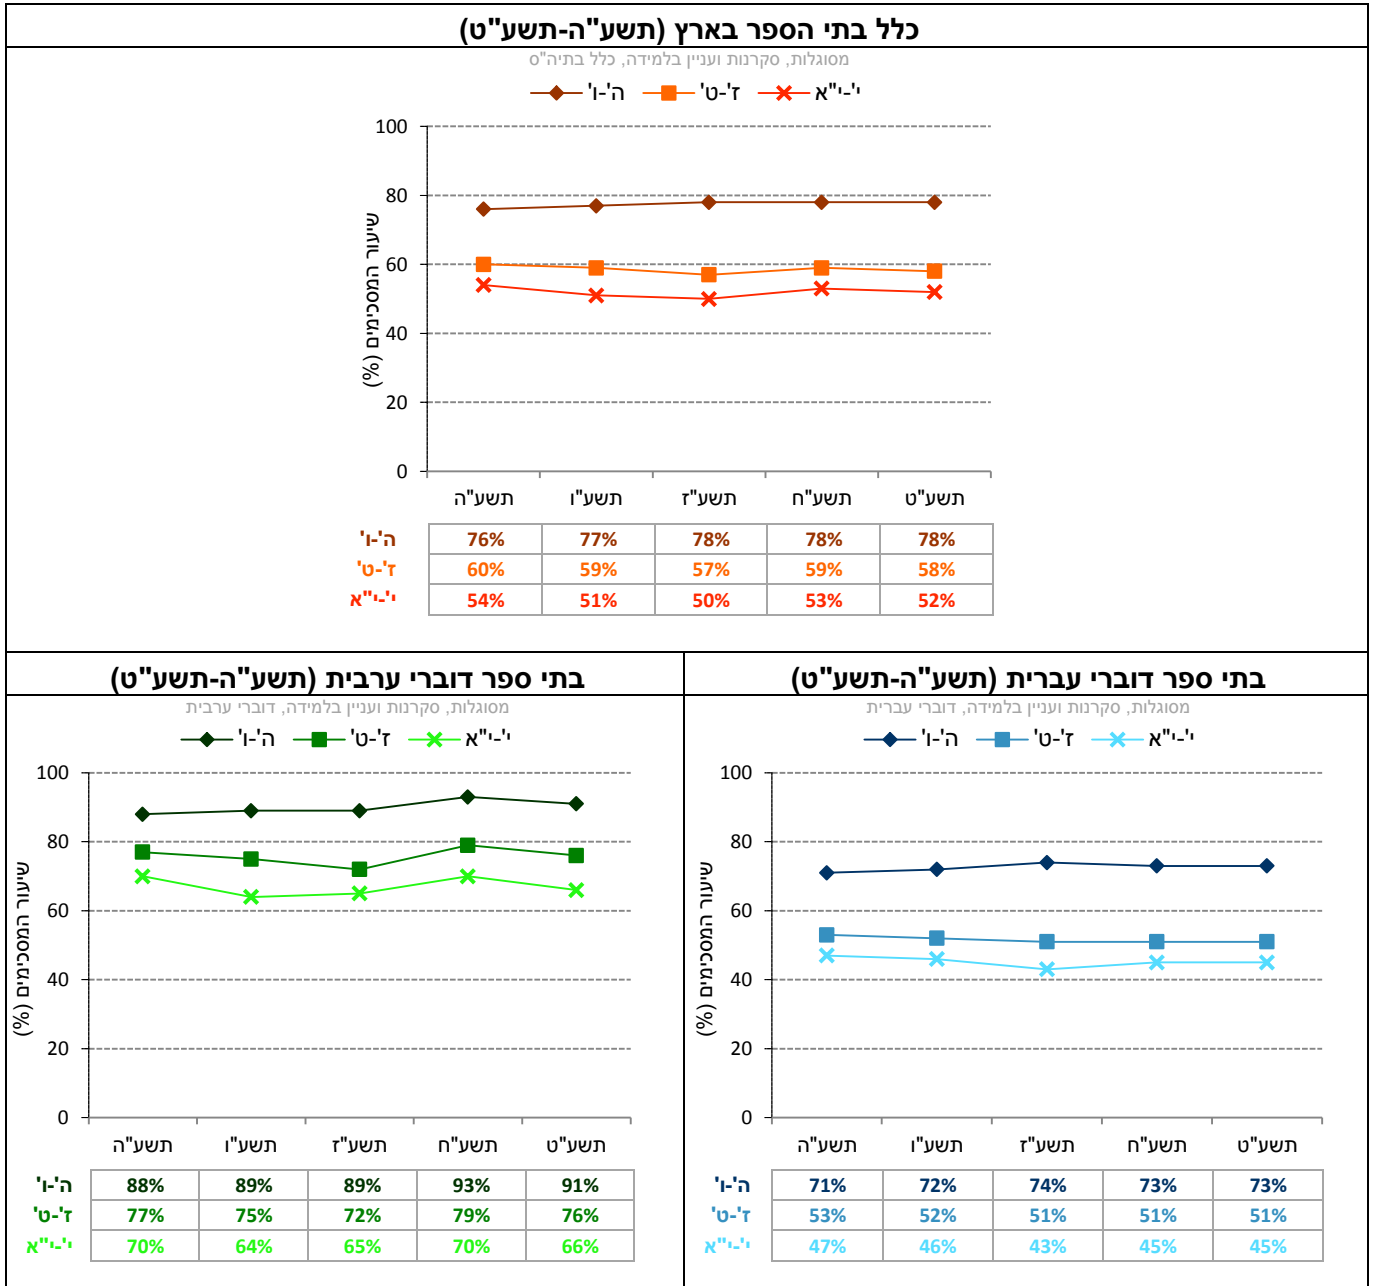 כלל בתי הספר בארץ (תשע"ה-תשע"ט)
מסוגלות, סקרנות ועניין בלמידה, כלל בתיה"ס
ה'-ו' ז'-ט' י'-י"א
שיעור המסכימים (%)
100
80
60
40
20
0
תשע"ה תשע"ו תשע"ז תשע"ח תשע"ט
ה'-ו' 76% 77% 78% 78% 78%
ז'-ט' 60% 59% 57% 59% 58%
י'-י"א 54% 51% 50% 53% 52%
בתי ספר דוברי עברית (תשע"ה-תשע"ט)
מסוגלות, סקרנות ועניין בלמידה, דוברי עברית
ה'-ו' ז'-ט' י'-י"א
שיעור המסכימים (%)
100
80
60
40
20
0
תשע"ה תשע"ו תשע"ז תשע"ח תשע"ט
ה'-ו' 71% 72% 74% 73% 73%
ז'-ט' 53% 52% 51% 51% 51%
י'-י"א 47% 46% 43% 45% 45%
בתי ספר דוברי ערבית (תשע"ה-תשע"ט)
מסוגלות, סקרנות ועניין בלמידה, דוברי ערבית
ה'-ו' ז'-ט' י'-י"א
שיעור המסכימים (%)
100
80
60
40
20
0
תשע"ה תשע"ו תשע"ז תשע"ח תשע"ט
ה'-ו' 88% 89% 89% 93% 91%
ז'-ט' 77% 75% 72% 79% 76%
י'-י"א 70% 64% 65% 70% 66%